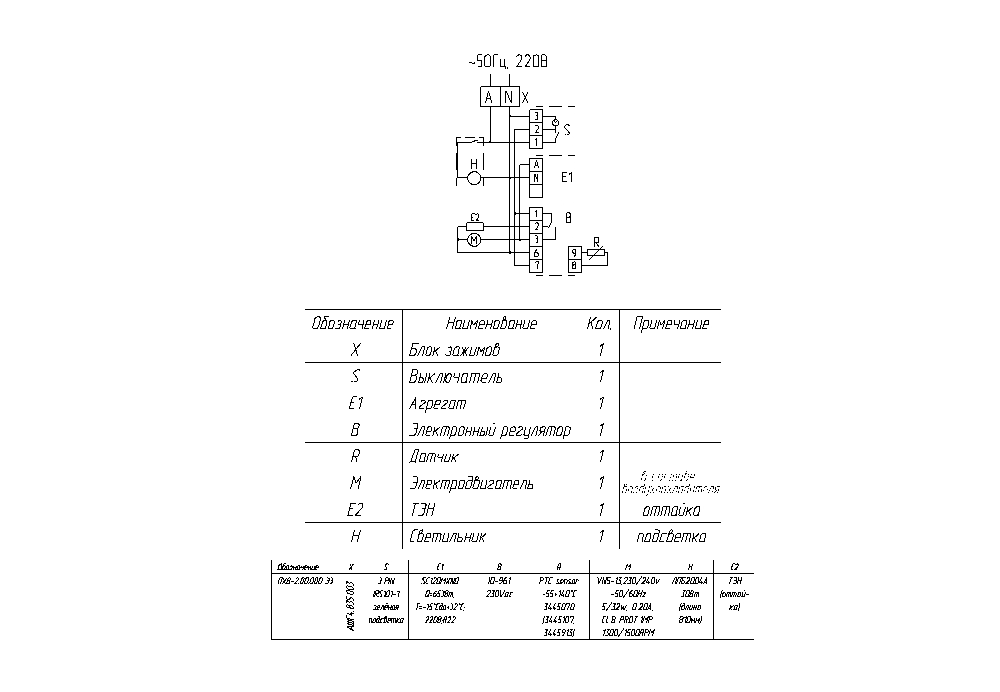 ~50Гц, 220В
A N X
3
2 S
1
H
A
N E1
E2
1 B
2
M 3
R
6 9
7 8
Обозначение Наименование Кол. Примечание
X Блок зажимов 1
S Выключатель 1
E1 Агрегат 1
B Электронный регулятор 1
R Датчик 1
M Электродвигатель 1 в составе
воздухоохладителя
E2 ТЭН 1 оттайка
H Светильник 1 подсветка
Обозначение X S E1 B R M H E2
ПХВ-2.00.000 ЭЗ АШГ4.835.003 3 PIN SC12DMXN0 ID-961 PTC sensor VN5-13,230/240v ЛПБ2004А ТЭН
IRS101-1 Q=653Вт, 230Vac -55+140°C ~50/60Hz 30Вт (оттай-
зелёная T=-15°Cдо+32°C; 3445070 5/32w, 0.20A, (длина ка)
подсветка 220В;R22 (3445107, CL.B PROT.IMP. 810мм)
3445913) 1300/1500RPM